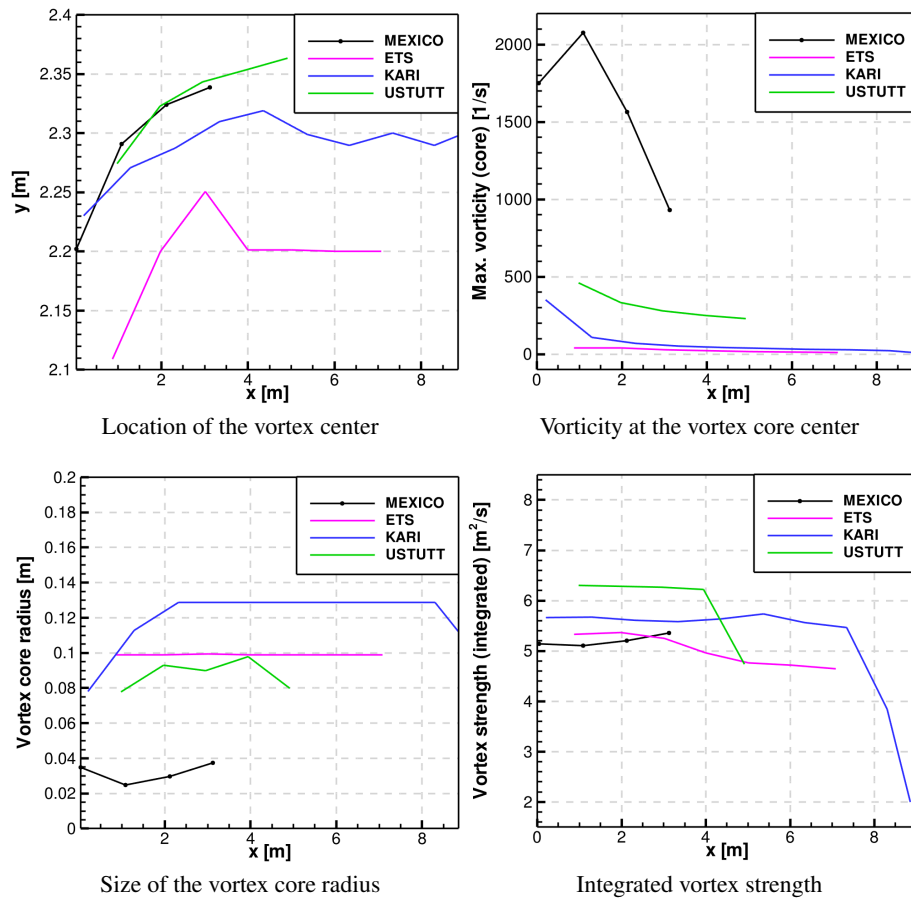 2.4
2.35
2.3
2.25
2.2
2.15
2.1
y [m]
2
4
6
8
x [m]
MEXICO
ETS
KARI
USTUTT
Location of the vortex center
2000
1500
1000
500
0
Max. vorticity (core) [1/s]
0
2
4
6
8
x [m]
MEXICO
ETS
KARI
USTUTT
Vorticity at the vortex core center
0.2
0.18
0.16
0.14
0.12
0.1
0.08
0.06
0.04
0.02
0
Vortex core radius [m]
2
4
6
8
x [m]
MEXICO
ETS
KARI
USTUTT
Size of the vortex core radius
8
7
6
5
4
3
2
Vortex strength (integrated) [m²/s]
0
2
4
6
8
x [m]
MEXICO
ETS
KARI
USTUTT
Integrated vortex strength